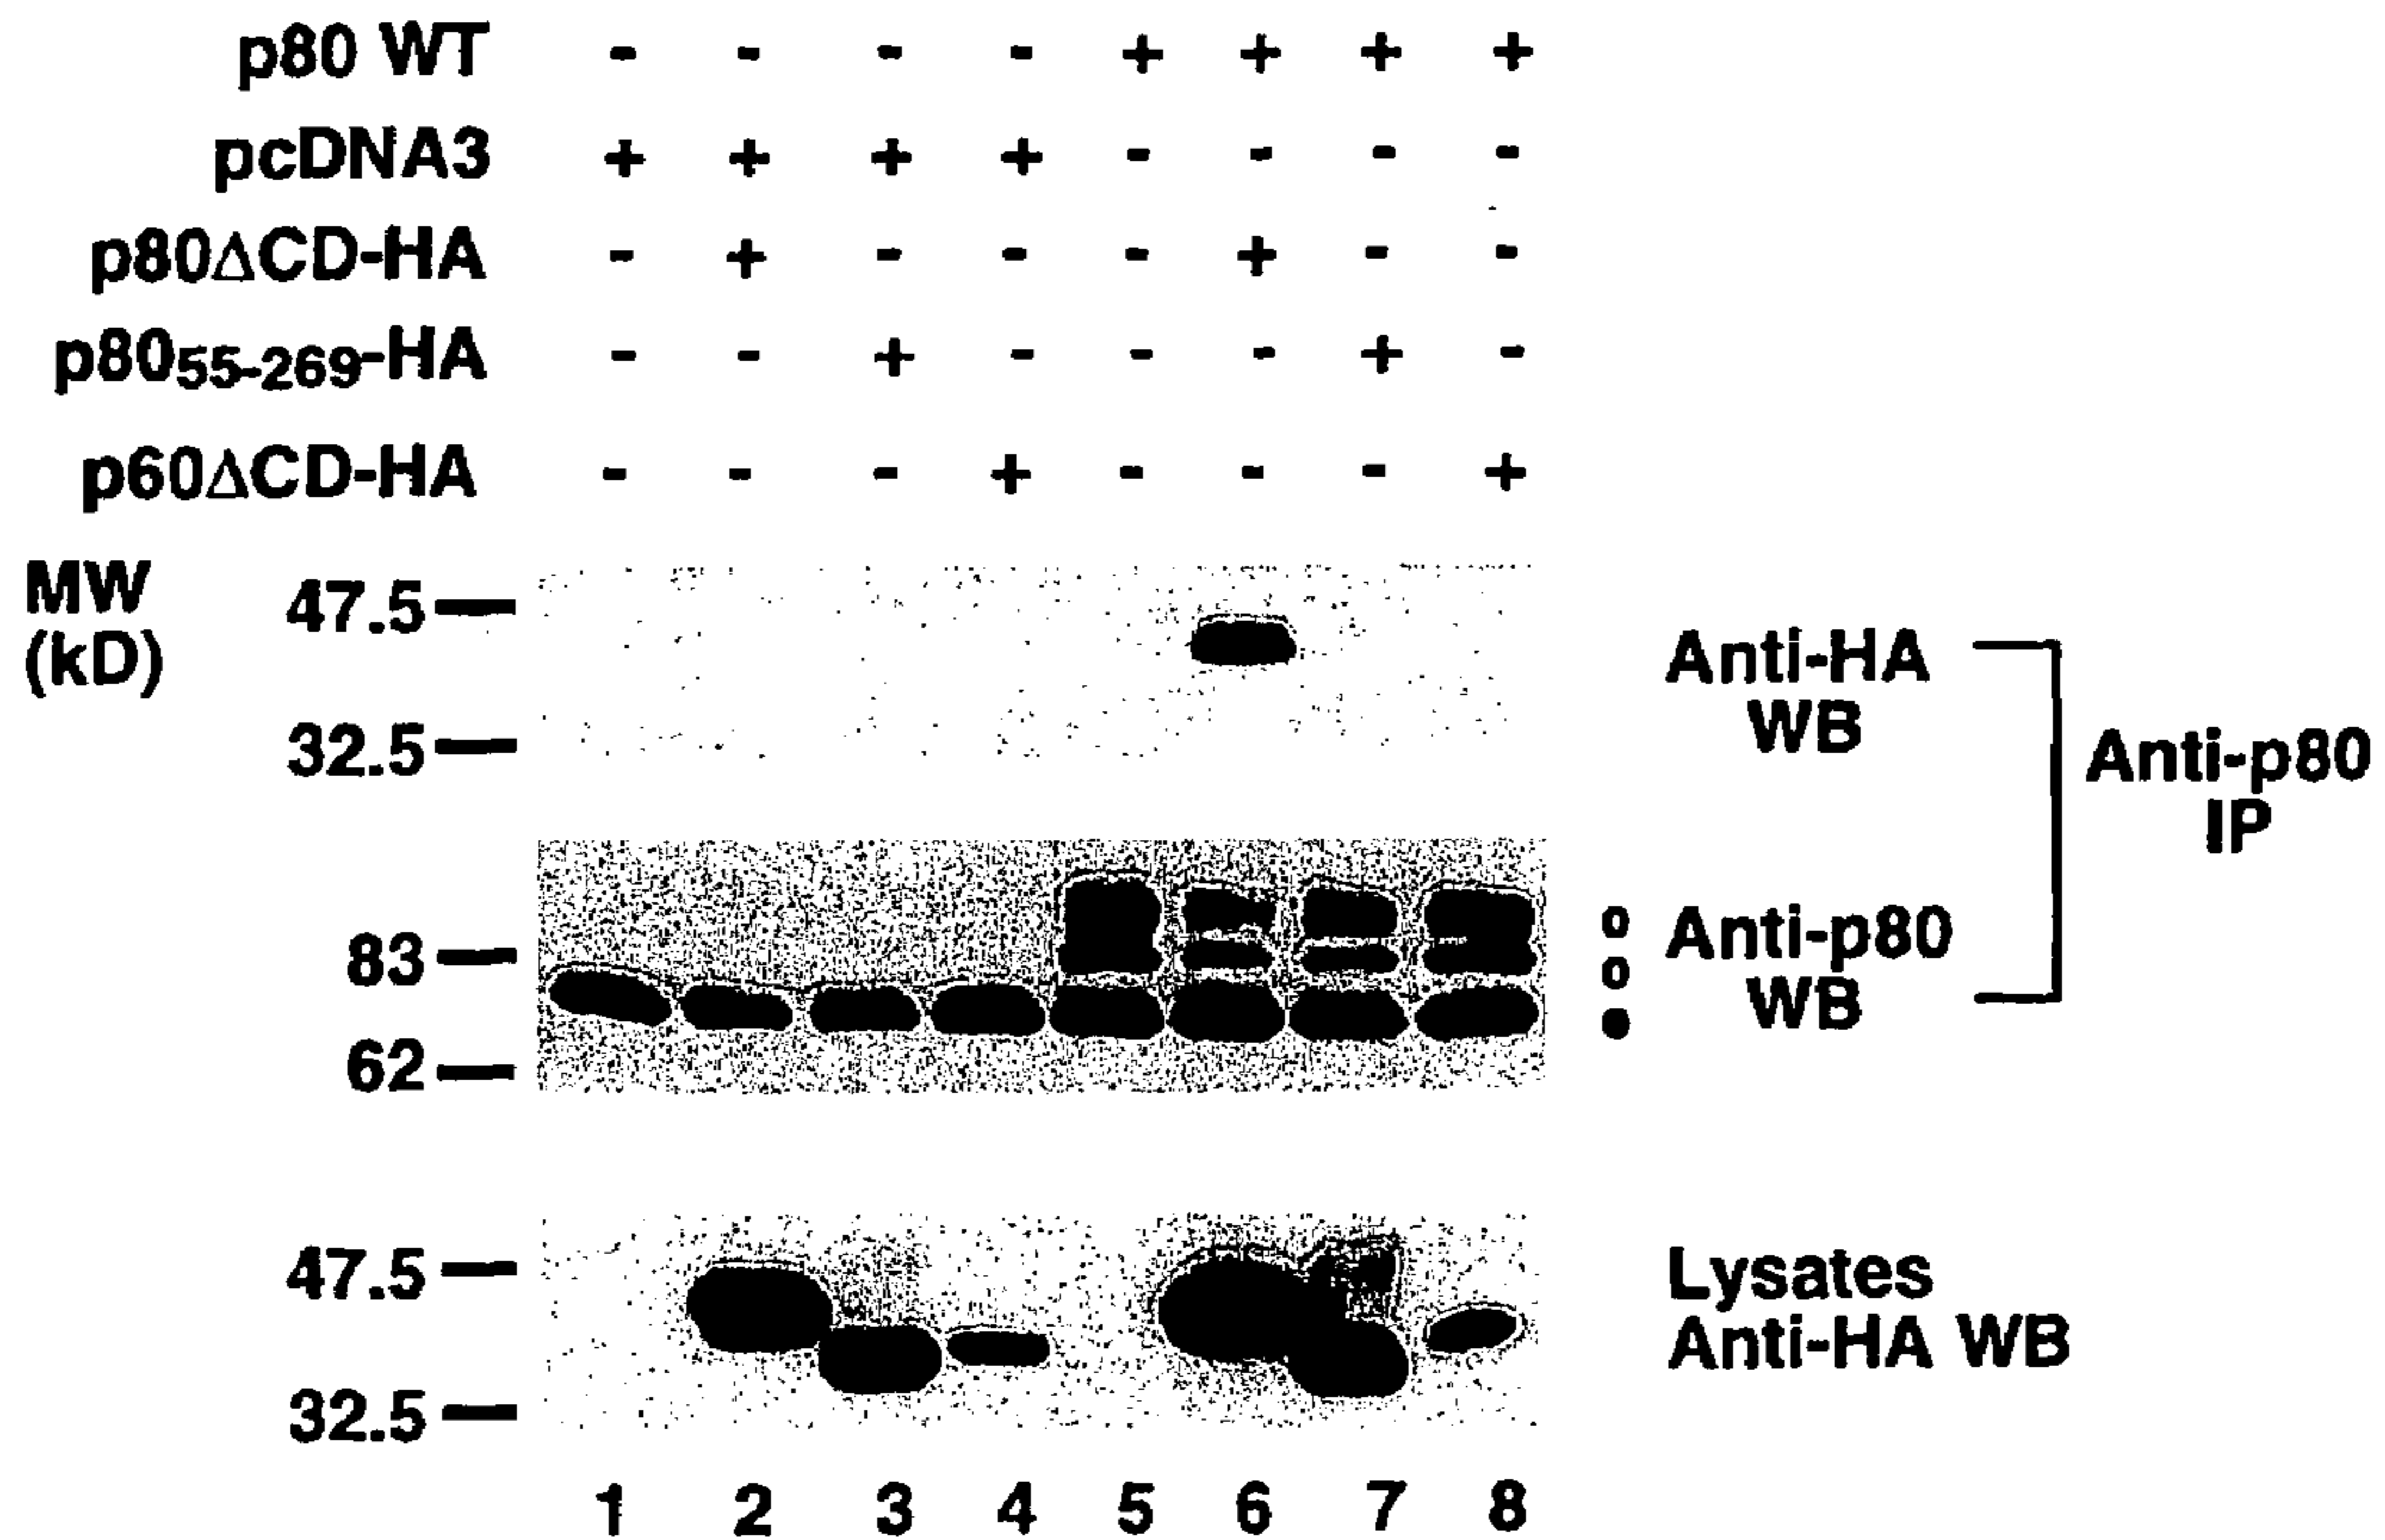 p80 WT - - - - + + + +
pcDNA3 + + + + - - - -
p80ΔCD-HA - + - - - + - -
p80₅₅₋₂₆₉-HA - - + - - - + -
p60ΔCD-HA - - - + - - - +
MW
(kD)
47.5
32.5
Anti-HA
WB
Anti-p80
IP
83
62
Anti-p80
WB
47.5
32.5
Lysates
Anti-HA WB
1 2 3 4 5 6 7 8